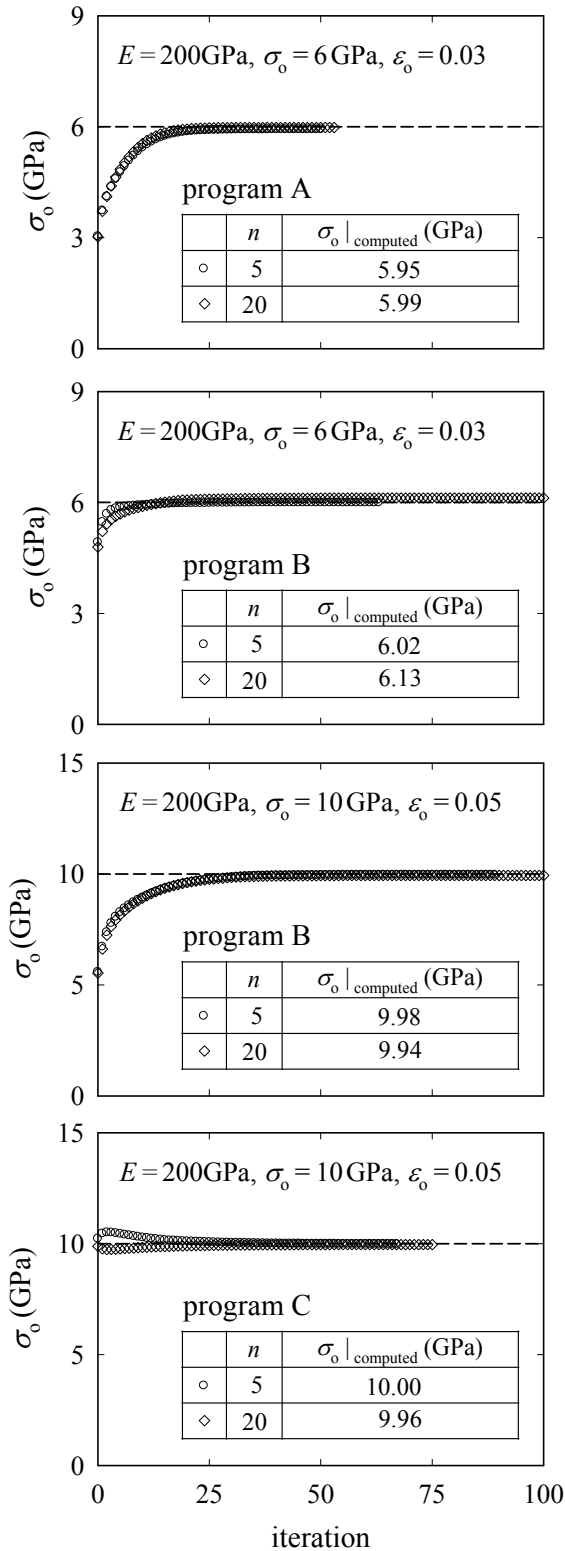 9
E = 200GPa, σo = 6 GPa, εo = 0.03
6
σo (GPa)
program A
n σo |computed (GPa)
3
○ 5 5.95
◇ 20 5.99
0
9
E = 200GPa, σo = 6 GPa, εo = 0.03
6
σo (GPa)
program B
n σo |computed (GPa)
3
○ 5 6.02
◇ 20 6.13
0
15
E = 200GPa, σo = 10 GPa, εo = 0.05
10
σo (GPa)
program B
n σo |computed (GPa)
5
○ 5 9.98
◇ 20 9.94
0
15
E = 200GPa, σo = 10 GPa, εo = 0.05
10
σo (GPa)
program C
n σo |computed (GPa)
5
○ 5 10.00
◇ 20 9.96
0
0 25 50 75 100
iteration